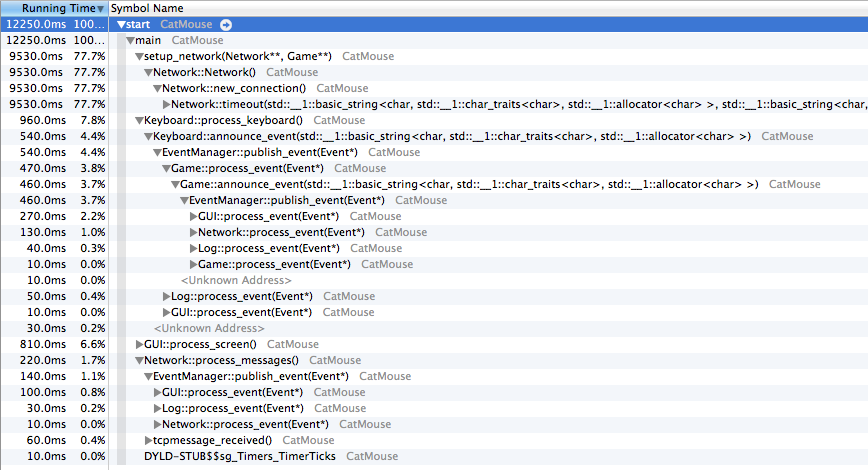 Running Time Symbol Name
12250.0ms 100... start CatMouse
12250.0ms 100... main CatMouse
9530.0ms 77.7% setup_network(Network**, Game**) CatMouse
9530.0ms 77.7% Network::Network() CatMouse
9530.0ms 77.7% Network::new_connection() CatMouse
9530.0ms 77.7% Network::timeout(std::__1::basic_string<char, std::__1::char_traits<char>, std::__1::allocator<char> >, std::__1::basic_string<char,
960.0ms 7.8% Keyboard::process_keyboard() CatMouse
540.0ms 4.4% Keyboard::announce_event(std::__1::basic_string<char, std::__1::char_traits<char>, std::__1::allocator<char> >) CatMouse
540.0ms 4.4% EventManager::publish_event(Event*) CatMouse
470.0ms 3.8% Game::process_event(Event*) CatMouse
460.0ms 3.7% Game::announce_event(std::__1::basic_string<char, std::__1::char_traits<char>, std::__1::allocator<char> >) CatMouse
460.0ms 3.7% EventManager::publish_event(Event*) CatMouse
270.0ms 2.2% GUI::process_event(Event*) CatMouse
130.0ms 1.0% Network::process_event(Event*) CatMouse
40.0ms 0.3% Log::process_event(Event*) CatMouse
10.0ms 0.0% Game::process_event(Event*) CatMouse
10.0ms 0.0% <Unknown Address>
50.0ms 0.4% Log::process_event(Event*) CatMouse
10.0ms 0.0% GUI::process_event(Event*) CatMouse
30.0ms 0.2% <Unknown Address>
810.0ms 6.6% GUI::process_screen() CatMouse
220.0ms 1.7% Network::process_messages() CatMouse
140.0ms 1.1% EventManager::publish_event(Event*) CatMouse
100.0ms 0.8% GUI::process_event(Event*) CatMouse
30.0ms 0.2% Log::process_event(Event*) CatMouse
10.0ms 0.0% Network::process_event(Event*) CatMouse
60.0ms 0.4% tcpmessage_received() CatMouse
10.0ms 0.0% DYLD-STUB$$sg_Timers_TimerTicks CatMouse